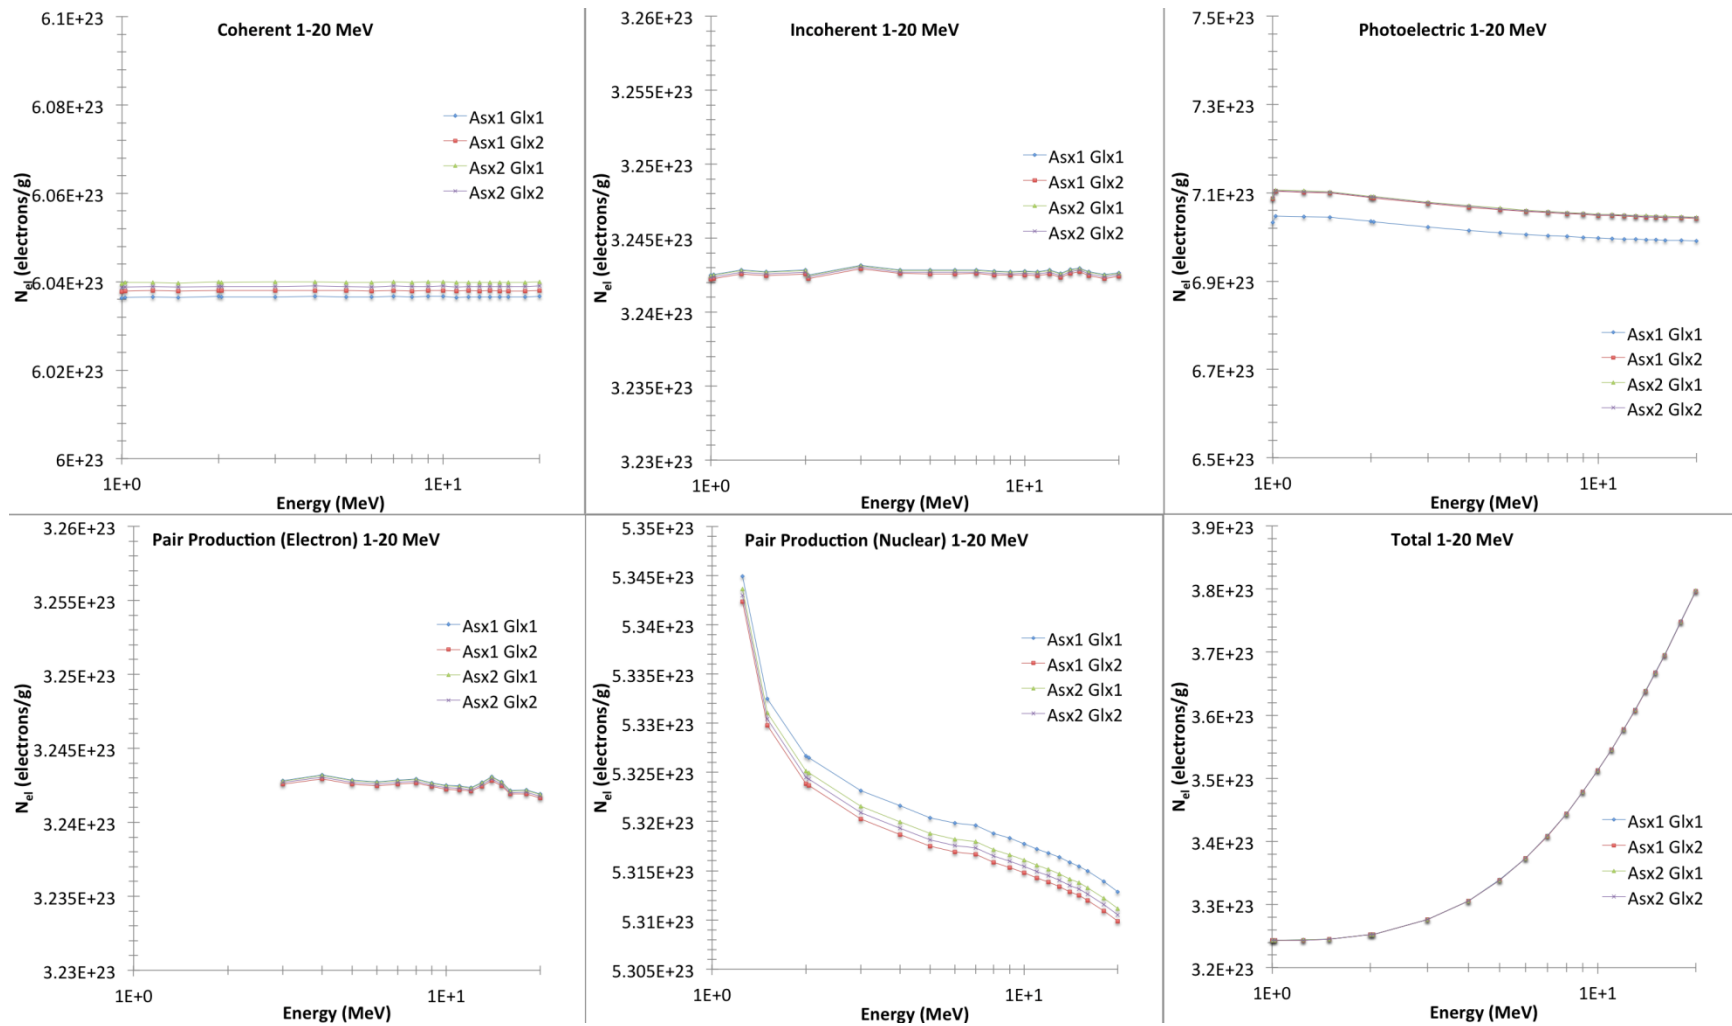 Coherent 1-20 MeV
6.1E+23
6.08E+23
6.06E+23
6.04E+23
6.02E+23
6E+23
N_el (electrons/g)
Asx1 Glx1
Asx1 Glx2
Asx2 Glx1
Asx2 Glx2
1E+0
1E+1
Energy (MeV)
Incoherent 1-20 MeV
3.26E+23
3.255E+23
3.25E+23
3.245E+23
3.24E+23
3.235E+23
3.23E+23
N_el (electrons/g)
Asx1 Glx1
Asx1 Glx2
Asx2 Glx1
Asx2 Glx2
1E+0
1E+1
Energy (MeV)
Photoelectric 1-20 MeV
7.5E+23
7.3E+23
7.1E+23
6.9E+23
6.7E+23
6.5E+23
N_el (electrons/g)
Asx1 Glx1
Asx1 Glx2
Asx2 Glx1
Asx2 Glx2
1E+0
1E+1
Energy (MeV)
Pair Production (Electron) 1-20 MeV
3.26E+23
3.255E+23
3.25E+23
3.245E+23
3.24E+23
3.235E+23
3.23E+23
N_el (electrons/g)
Asx1 Glx1
Asx1 Glx2
Asx2 Glx1
Asx2 Glx2
1E+0
1E+1
Energy (MeV)
Pair Production (Nuclear) 1-20 MeV
5.35E+23
5.345E+23
5.34E+23
5.335E+23
5.33E+23
5.325E+23
5.32E+23
5.315E+23
5.31E+23
5.305E+23
N_el (electrons/g)
Asx1 Glx1
Asx1 Glx2
Asx2 Glx1
Asx2 Glx2
1E+0
1E+1
Energy (MeV)
Total 1-20 MeV
3.9E+23
3.8E+23
3.7E+23
3.6E+23
3.5E+23
3.4E+23
3.3E+23
3.2E+23
N_el (electrons/g)
Asx1 Glx1
Asx1 Glx2
Asx2 Glx1
Asx2 Glx2
1E+0
1E+1
Energy (MeV)